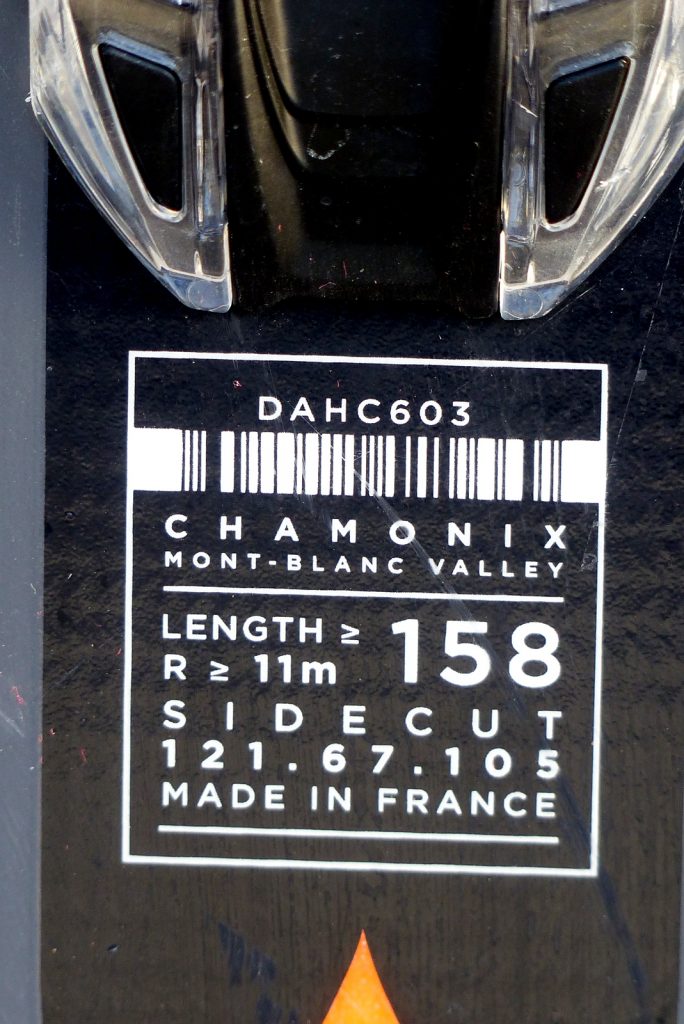 DAHC603
CHAMONIX
MONT-BLANC VALLEY
LENGTH ≥ 158
R ≥ 11m
SIDECUT
121.67.105
MADE IN FRANCE